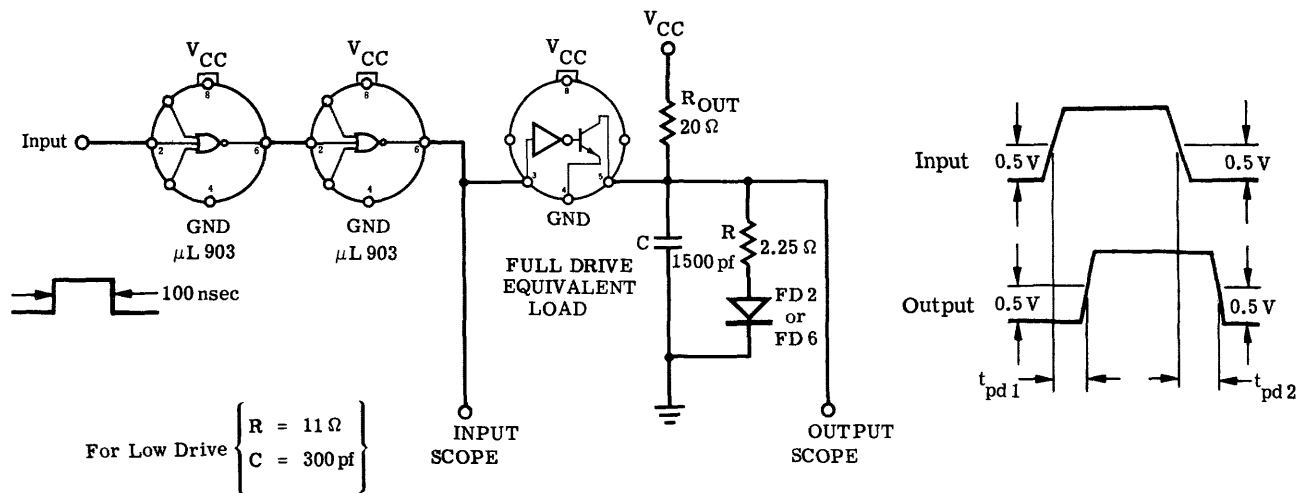 V CC
8
Input
2
6
4
GND
μL 903
V CC
8
2
6
4
GND
μL 903
100 nsec
V CC
8
3
4
5
GND
FULL DRIVE
EQUIVALENT
LOAD
V CC
R OUT
20 Ω
C
1500 pf
R
2.25 Ω
FD 2
or
FD 6
INPUT
SCOPE
OUTPUT
SCOPE
For Low Drive
R = 11 Ω
C = 300 pf
Input
0.5 V
0.5 V
Output
0.5 V
0.5 V
t pd 1
t pd 2